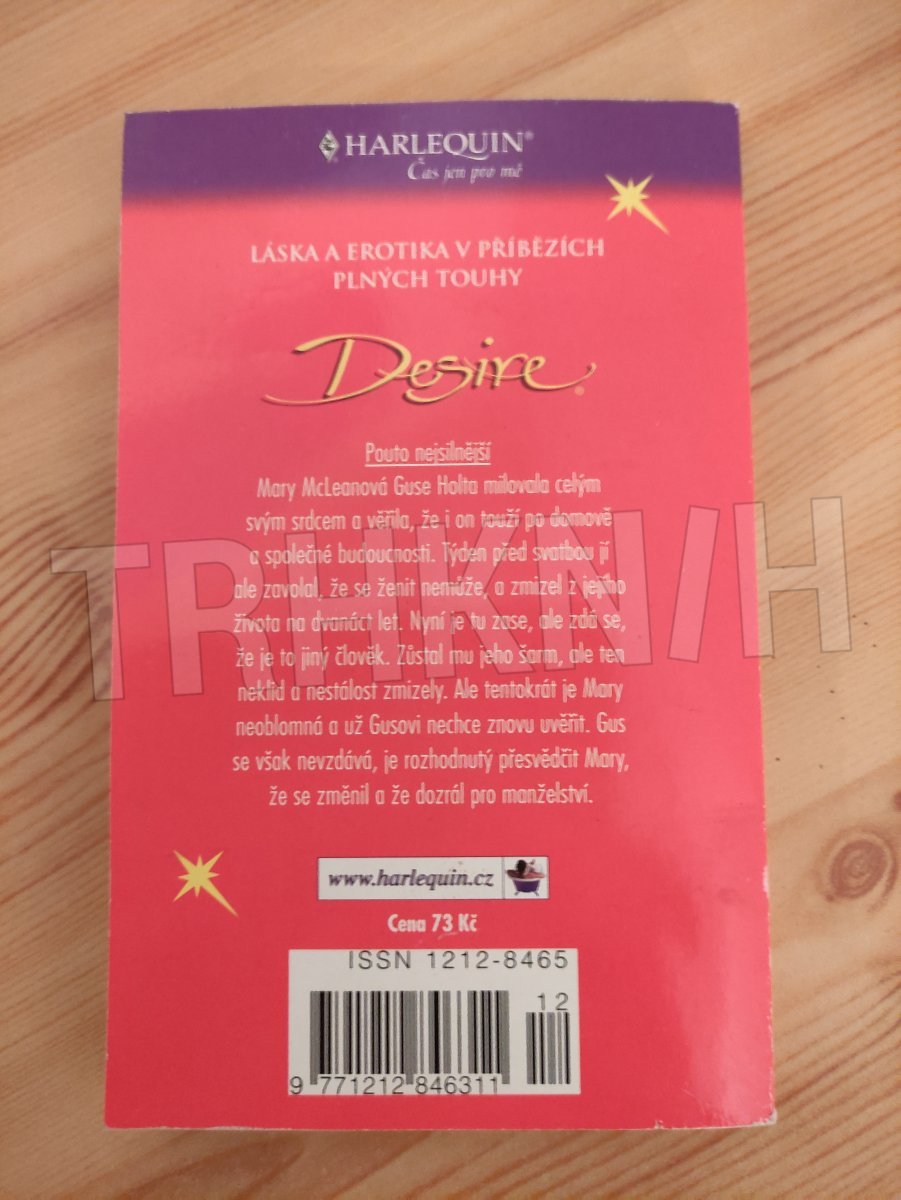 HARLEQUIN®
Čas jen pro mě
LÁSKA A EROTIKA V PŘÍBĚZÍCH
PLNÝCH TOUHY
Desire®
Pouto nejsilnější
Mary McLeanová Guse Holta milovala celým
svým srdcem a věřila, že i on touží po domově
a společné budoucnosti. Týden před svatbou jí
ale zavolal, že se ženit nemůže, a zmizel z jejího
života na dvanáct let. Nyní je tu zase, ale zdá se,
že je to jiný člověk. Zůstal mu jeho šarm, ale ten
neklid a nestálost zmizely. Ale tentokrát je Mary
neoblomná a už Gusovi nechce znovu uvěřit. Gus
se však nevzdává, je rozhodnutý přesvědčit Mary,
že se změnil a že dozrál pro manželství.
TRHKNIH
www.harlequin.cz
Cena 73 Kč
ISSN 1212-8465
12
9 771212 846311